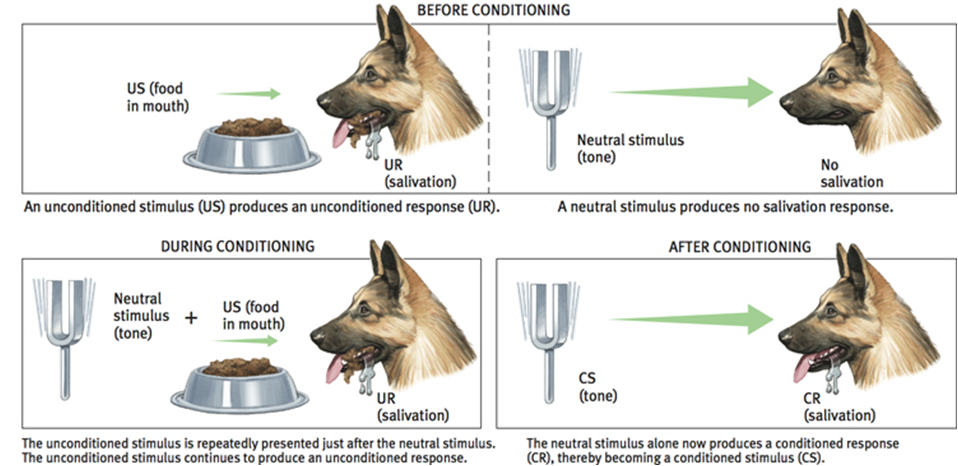 BEFORE CONDITIONING
US (food
in mouth)
UR
(salivation)
Neutral stimulus
(tone)
No
salivation
An unconditioned stimulus (US) produces an unconditioned response (UR).
A neutral stimulus produces no salivation response.
DURING CONDITIONING
Neutral
stimulus
(tone)
+
US (food
in mouth)
UR
(salivation)
The unconditioned stimulus is repeatedly presented just after the neutral stimulus.
The unconditioned stimulus continues to produce an unconditioned response.
AFTER CONDITIONING
CS
(tone)
CR
(salivation)
The neutral stimulus alone now produces a conditioned response
(CR), thereby becoming a conditioned stimulus (CS).